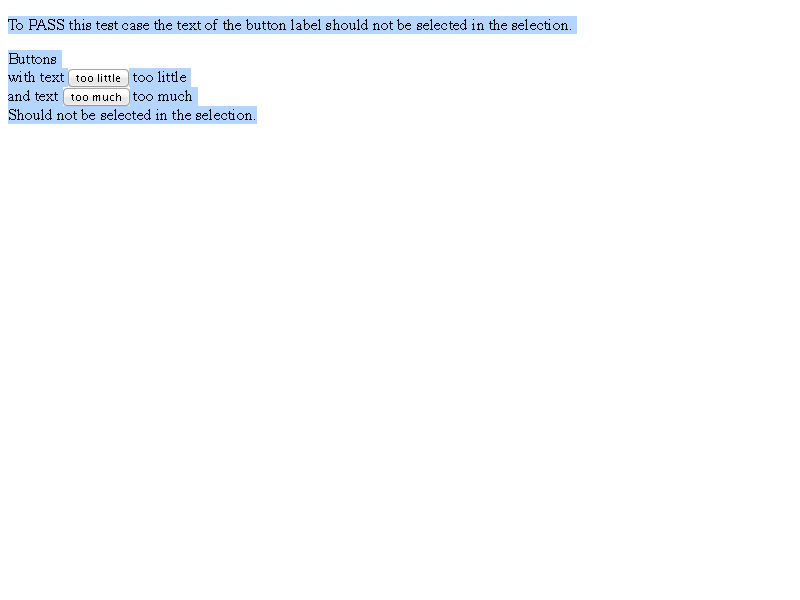 To PASS this test case the text of the button label should not be selected in the selection.
Buttons
with text too little too little
and text too much too much
Should not be selected in the selection.